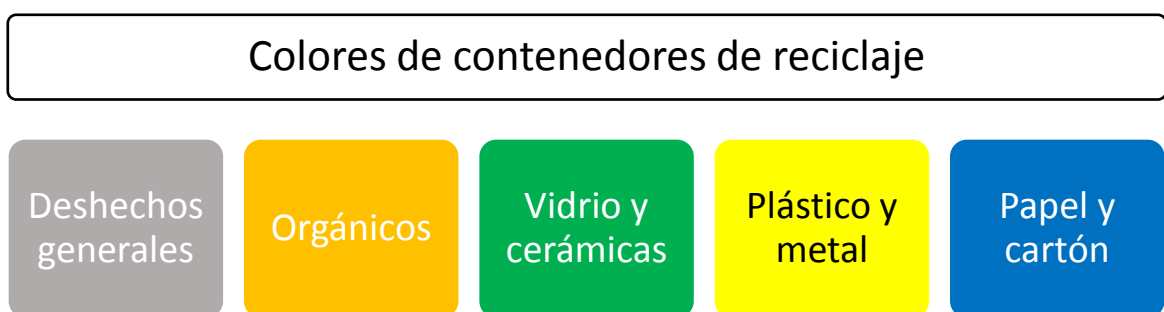 Colores de contenedores de reciclaje
Deshechos
generales
Orgánicos
Vidrio y
cerámicas
Plástico y
metal
Papel y
cartón